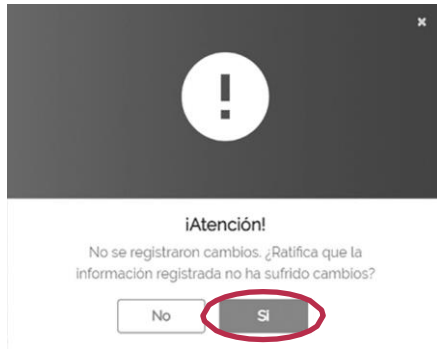 ¡Atención!
No se registraron cambios. ¿Ratifica que la
información registrada no ha sufrido cambios?
No
Sí